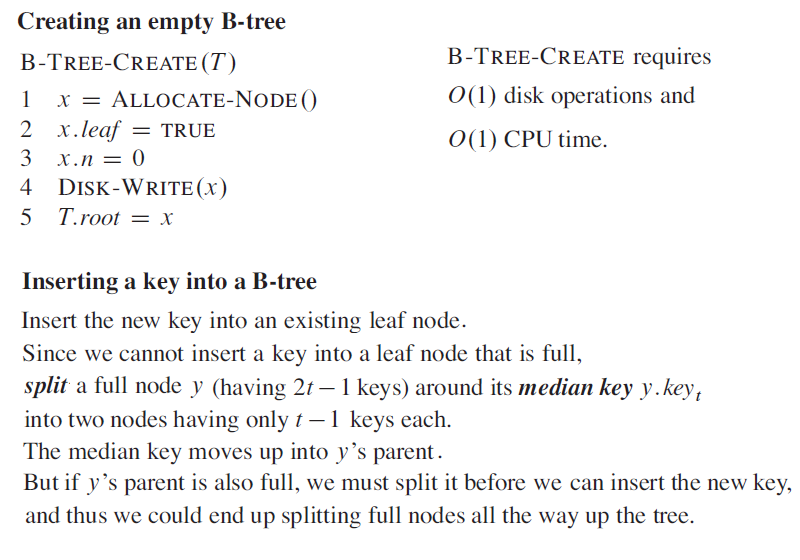 Creating an empty B-tree
B-TREE-CREATE(T)
1 x = ALLOCATE-NODE()
2 x.leaf = TRUE
3 x.n = 0
4 DISK-WRITE(x)
5 T.root = x
B-TREE-CREATE requires
O(1) disk operations and
O(1) CPU time.
Inserting a key into a B-tree
Insert the new key into an existing leaf node.
Since we cannot insert a key into a leaf node that is full,
split a full node y (having 2t – 1 keys) around its median key y.keyₜ
into two nodes having only t – 1 keys each.
The median key moves up into y’s parent.
But if y’s parent is also full, we must split it before we can insert the new key,
and thus we could end up splitting full nodes all the way up the tree.